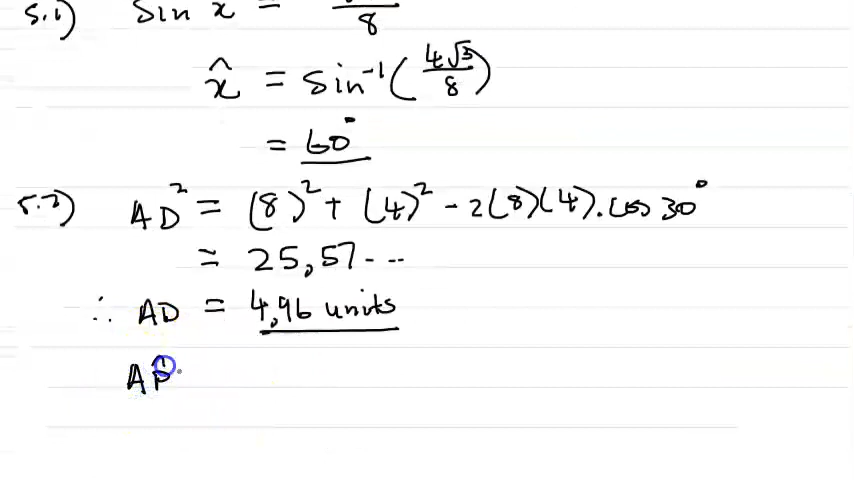 5.1) Sin x =
8
x̂ = Sin⁻¹(4√3/8)
= 60°
5.2) AD² = (8)² + (4)² - 2(8)(4).cos 30°
= 25,57...
∴ AD = 4,96 units